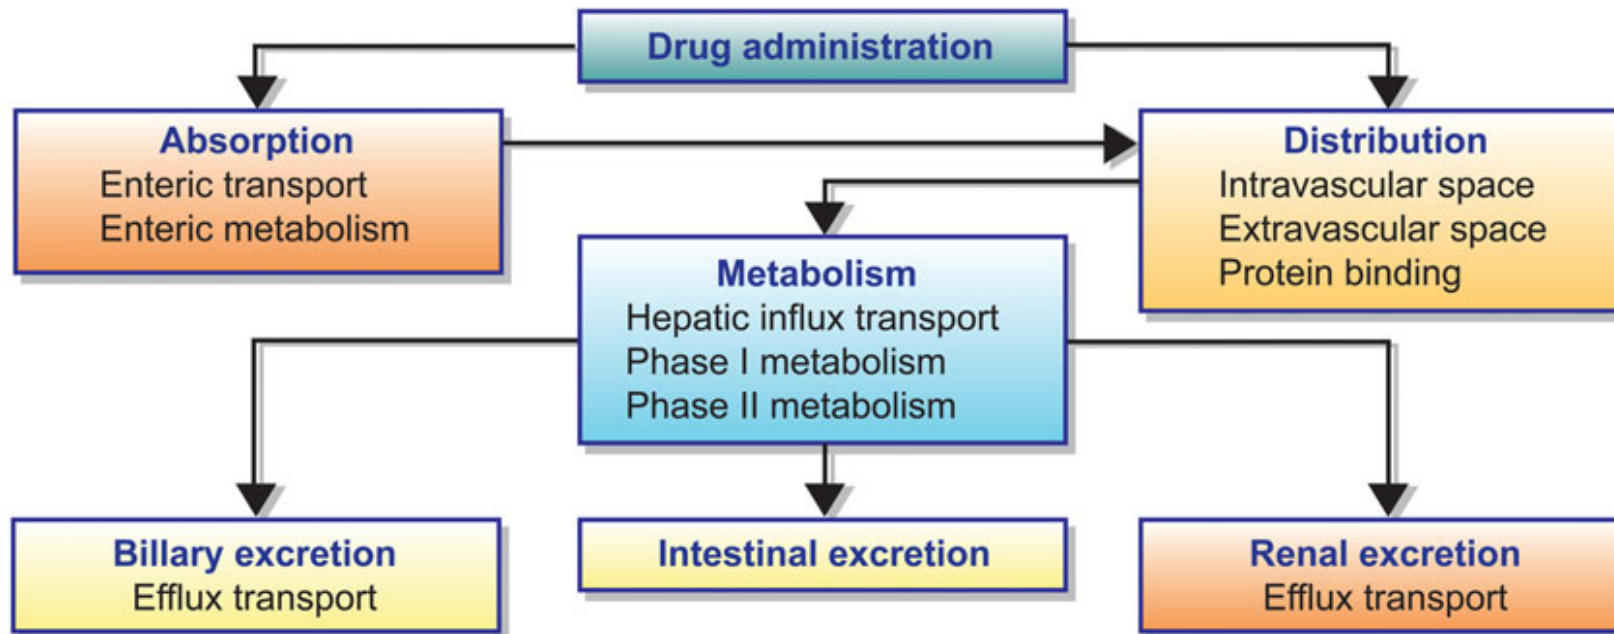 Drug administration
Absorption
Enteric transport
Enteric metabolism
Distribution
Intravascular space
Extravascular space
Protein binding
Metabolism
Hepatic influx transport
Phase I metabolism
Phase II metabolism
Billary excretion
Efflux transport
Intestinal excretion
Renal excretion
Efflux transport